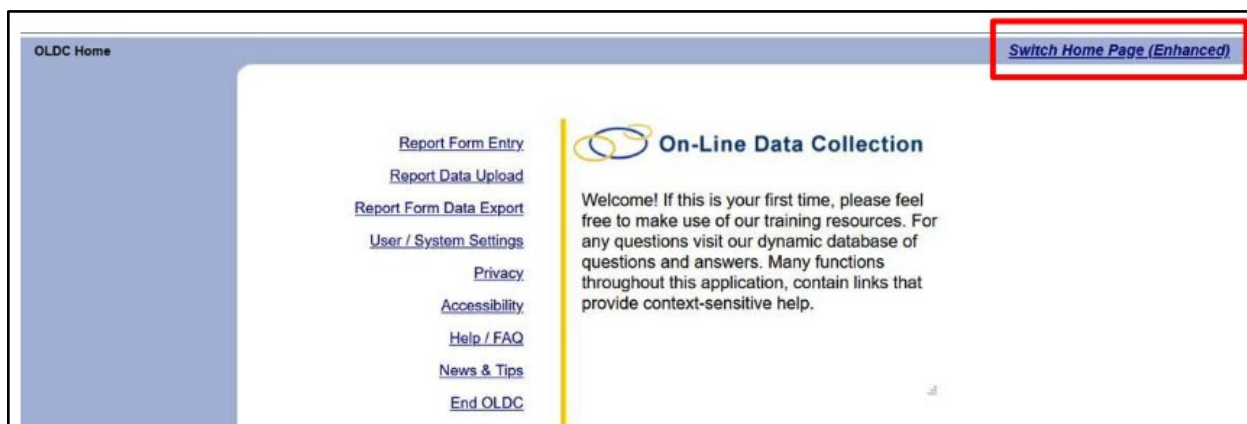 OLDC Home
Switch Home Page (Enhanced)
Report Form Entry
Report Data Upload
Report Form Data Export
User / System Settings
Privacy
Accessibility
Help / FAQ
News & Tips
End OLDC
On-Line Data Collection
Welcome! If this is your first time, please feel
free to make use of our training resources. For
any questions visit our dynamic database of
questions and answers. Many functions
throughout this application, contain links that
provide context-sensitive help.